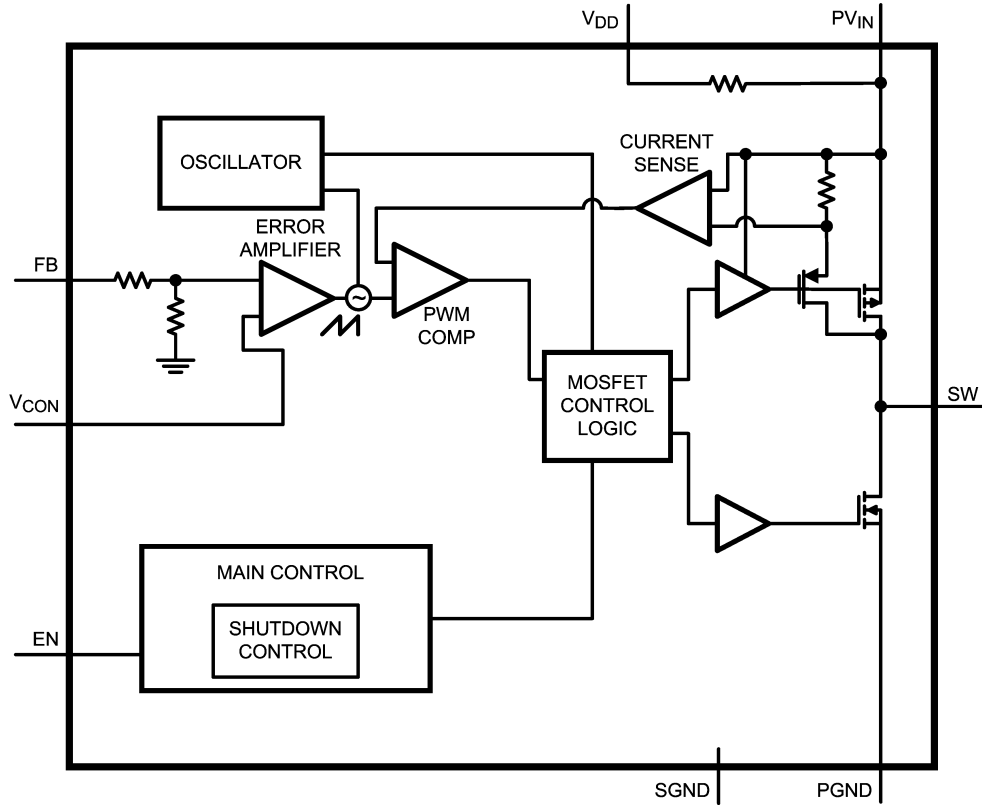 VDD
PVIN
CURRENT
SENSE
OSCILLATOR
ERROR
AMPLIFIER
FB
~
PWM
COMP
MOSFET
CONTROL
LOGIC
VCON
SW
MAIN CONTROL
SHUTDOWN
CONTROL
EN
SGND
PGND